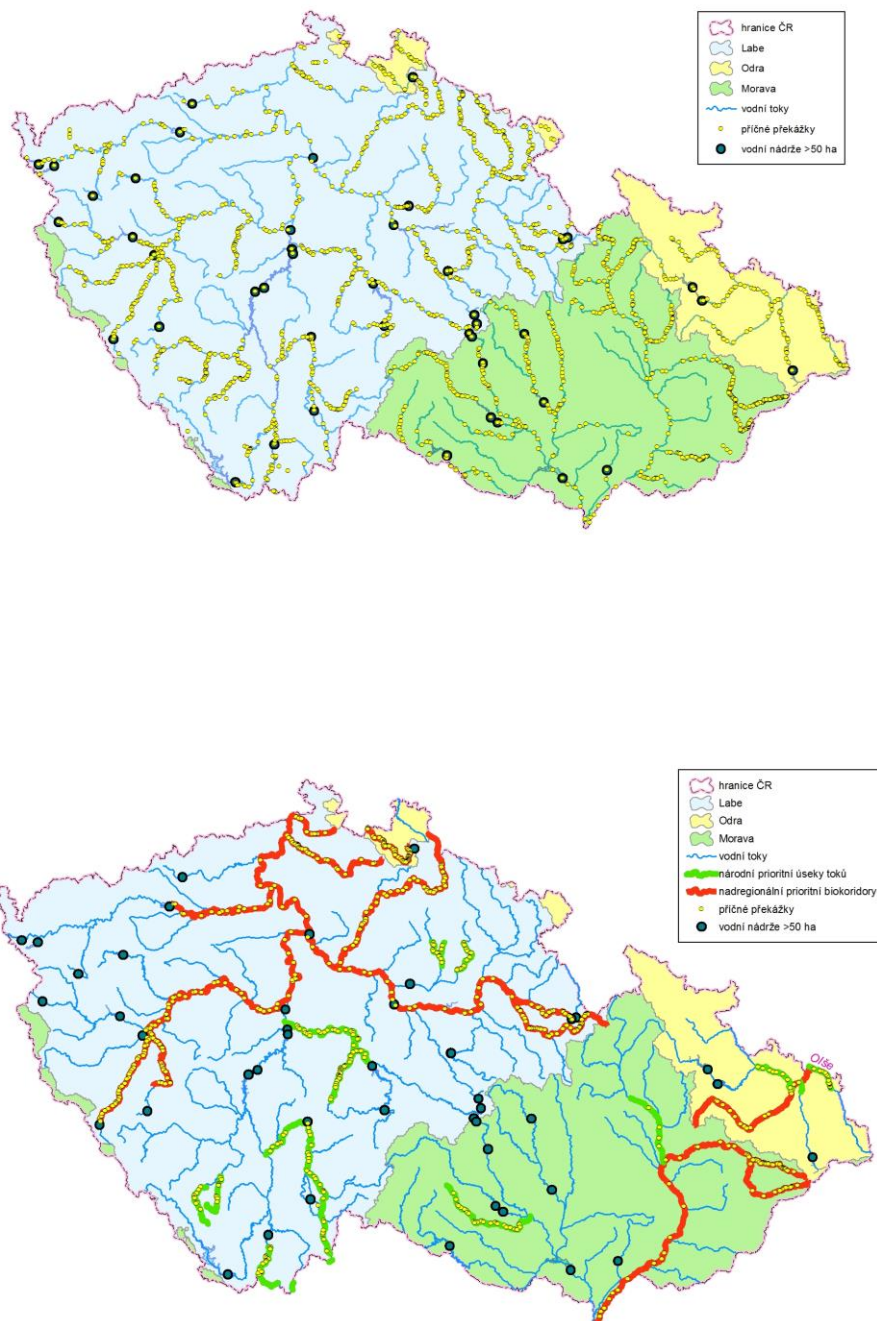 hranice ČR
Labe
Odra
Morava
vodní toky
příčné překážky
vodní nádrže >50 ha
hranice ČR
Labe
Odra
Morava
vodní toky
národní prioritní úseky toků
nadregionální prioritní biokoridory
příčné překážky
vodní nádrže >50 ha
Olše